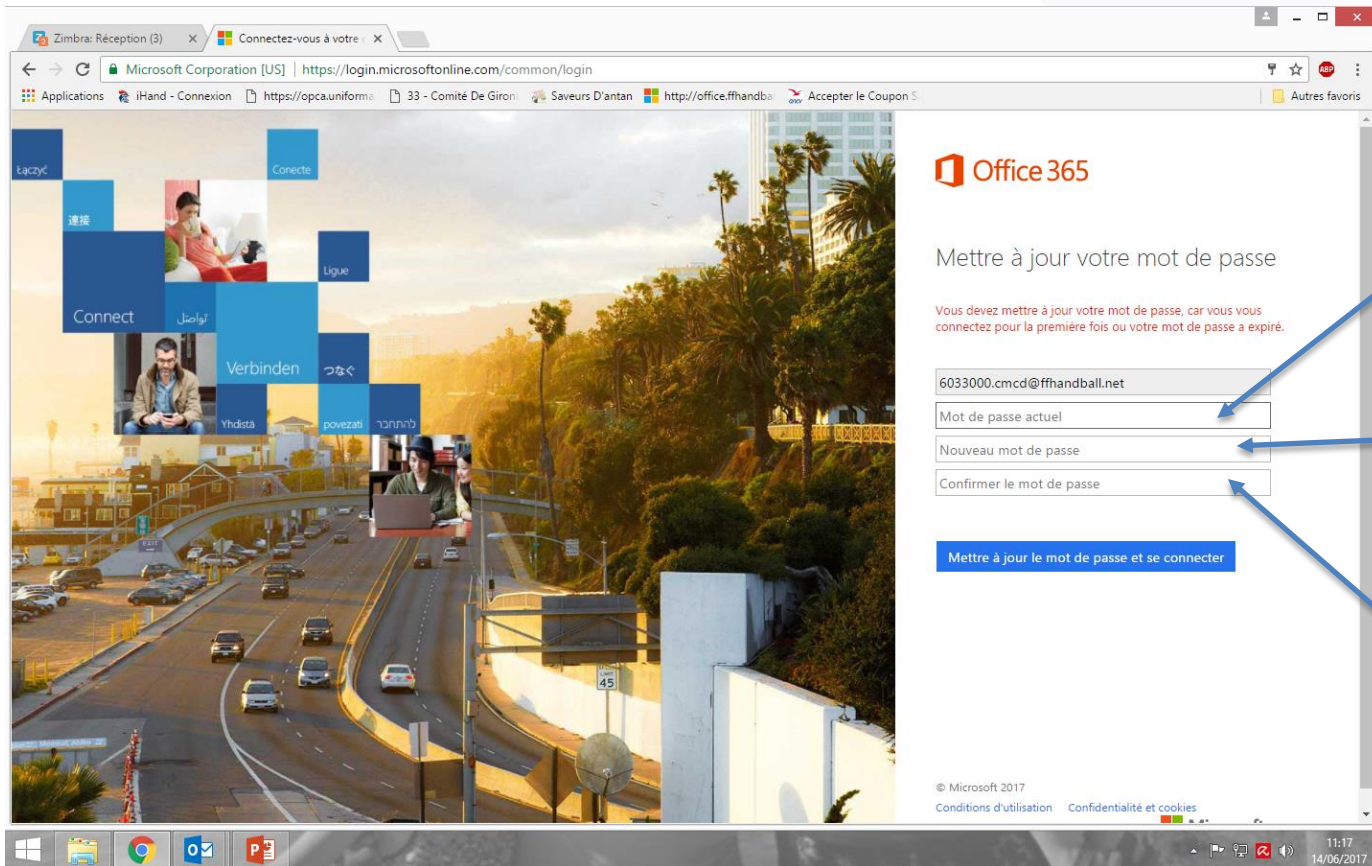 Zimbra: Réception (3)
Connectez-vous à votre c
Microsoft Corporation [US] | https://login.microsoftonline.com/common/login
ABP
Applications iHand - Connexion https://opca.uniforma 33 - Comité De Giron Saveurs D'antan http://office.ffhandba ancv Accepter le Coupon S Autres favoris
Łączyć
Conecte
連接
Ligue
Connect
تواصل
Verbinden
つなぐ
Yhdistä
povezati
להתחבר
EXIT
LIMIT
45
Office 365
Mettre à jour votre mot de passe
Vous devez mettre à jour votre mot de passe, car vous vous
connectez pour la première fois ou votre mot de passe a expiré.
6033000.cmcd@ffhandball.net
Mot de passe actuel
Nouveau mot de passe
Confirmer le mot de passe
Mettre à jour le mot de passe et se connecter
© Microsoft 2017
Conditions d'utilisation Confidentialité et cookies
11:17
14/06/2017